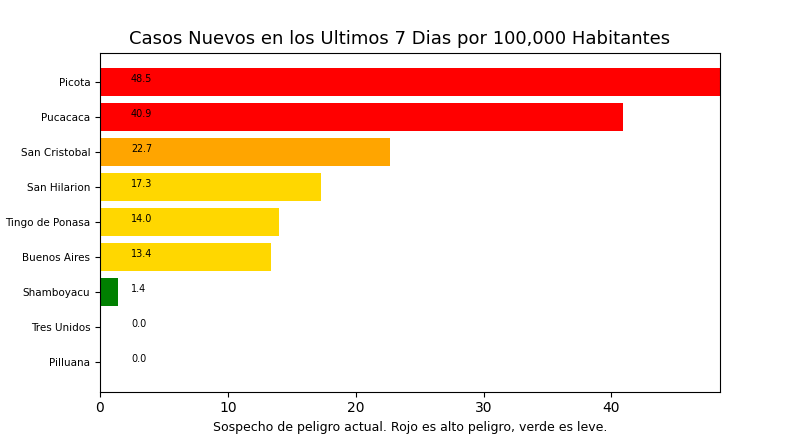 Casos Nuevos en los Ultimos 7 Dias por 100,000 Habitantes
Picota 48.5
Pucacaca 40.9
San Cristobal 22.7
San Hilarion 17.3
Tingo de Ponasa 14.0
Buenos Aires 13.4
Shamboyacu 1.4
Tres Unidos 0.0
Pilluana 0.0
0 10 20 30 40
Sospecho de peligro actual. Rojo es alto peligro, verde es leve.